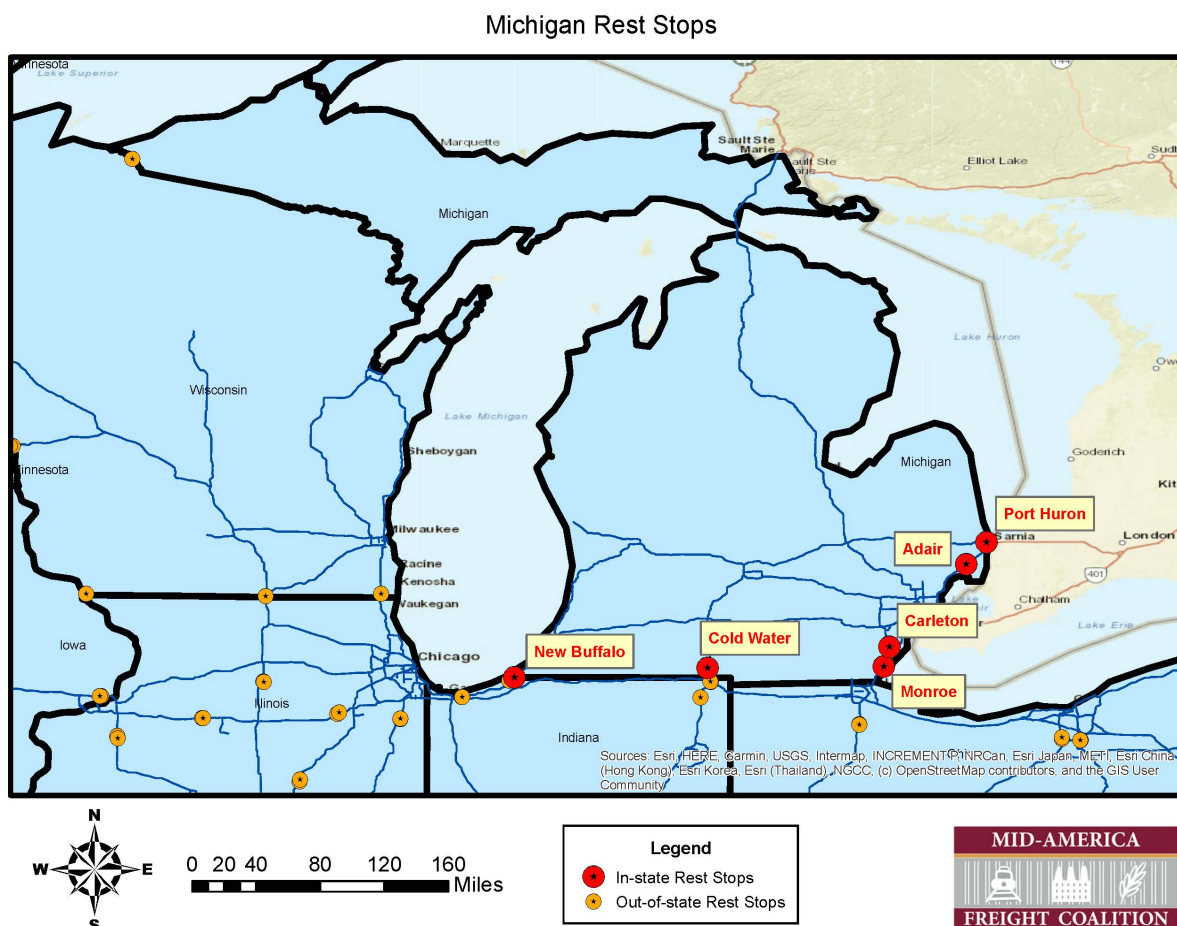 Michigan Rest Stops
Minnesota
Lake Superior
144
Marquette
Sault Ste
Marie
Sault Ste
Marie
Elliot Lake
Michigan
Lake Huron
Wisconsin
Lake Michigan
Minnesota
Sheboygan
Michigan
Goderich
Port Huron
Milwaukee
Adair
Sarnia
London
Racine
Kenosha
401
Waukegan
Chatham
Lake Erie
Iowa
Carleton
Cold Water
New Buffalo
Chicago
Monroe
Illinois
Indiana
Sources: Esri, HERE, Garmin, USGS, Intermap, INCREMENT P, NRCan, Esri Japan, METI, Esri China
(Hong Kong), Esri Korea, Esri (Thailand), NGCC, (c) OpenStreetMap contributors, and the GIS User
Community
N
W E
S
0 20 40 80 120 160
Miles
Legend
In-state Rest Stops
Out-of-state Rest Stops
MID-AMERICA
FREIGHT COALITION